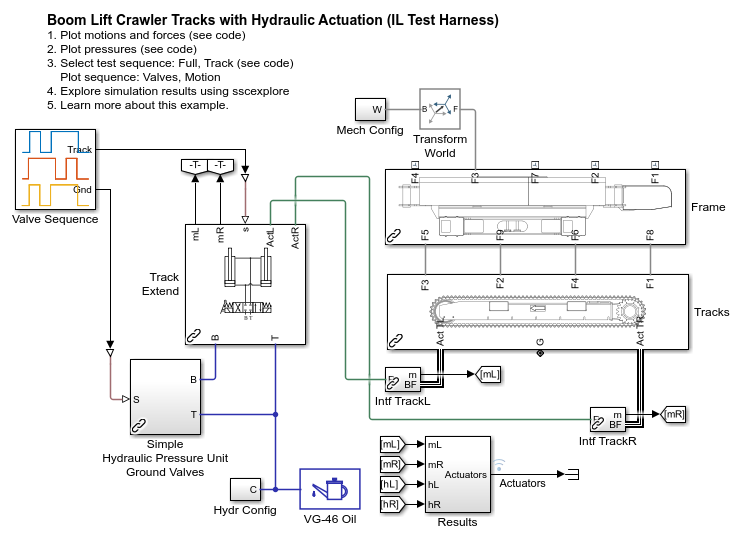 Boom Lift Crawler Tracks with Hydraulic Actuation (IL Test Harness)
1. Plot motions and forces (see code)
2. Plot pressures (see code)
3. Select test sequence: Full, Track (see code)
Plot sequence: Valves, Motion
4. Explore simulation results using sscexplore
5. Learn more about this example.
W
Mech Config
B
F
Transform
World
Track
Gnd
Valve Sequence
-T-
-T-
mL
mR
s
ActL
ActR
Track
Extend
B T
B
T
F4
F3
F7
F2
F1
Frame
F5
F9
F6
F8
F3
F2
F4
F1
Tracks
Act TL
G
Act TR
m
BF
[mL]
Intf TrackL
F
m
BF
[mR]
Intf TrackR
S
B
T
Simple
Hydraulic Pressure Unit
Ground Valves
C
Hydr Config
VG-46 Oil
[mL]
[mR]
[hL]
[hR]
mL
mR
hL
hR
Actuators
Results
Actuators